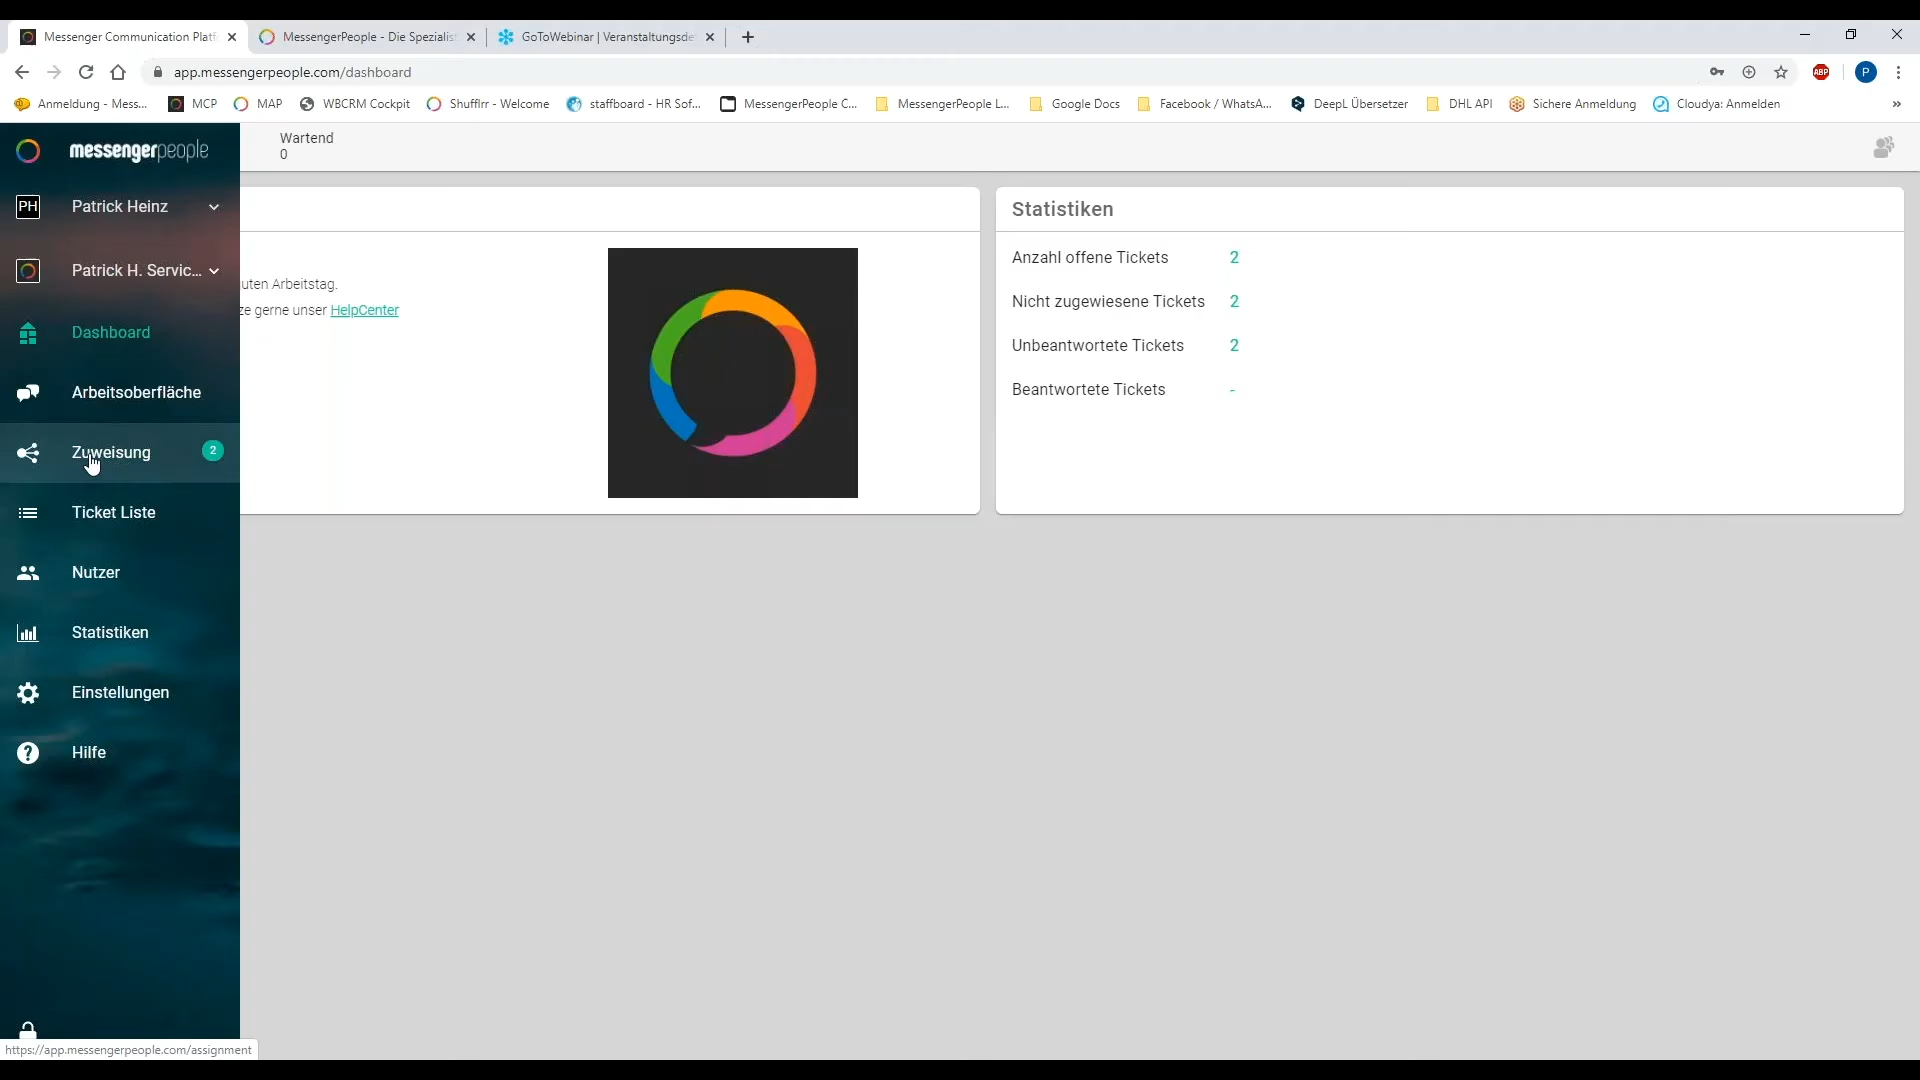 Messenger Communication Platf
MessengerPeople - Die Spezialist
GoToWebinar | Veranstaltungsde
app.messengerpeople.com/dashboard
ABP
P
Anmeldung - Mess...
MCP
MAP
WBCRM Cockpit
Shufflrr - Welcome
staffboard - HR Sof...
MessengerPeople C...
MessengerPeople L...
Google Docs
Facebook / WhatsA...
DeepL Übersetzer
DHL API
Sichere Anmeldung
Cloudya: Anmelden
»
messengerpeople
Wartend
0
PH Patrick Heinz
Patrick H. Servic...
Dashboard
Arbeitsoberfläche
Zuweisung 2
Ticket Liste
Nutzer
Statistiken
Einstellungen
Hilfe
uten Arbeitstag.
ze gerne unser HelpCenter
Statistiken
Anzahl offene Tickets 2
Nicht zugewiesene Tickets 2
Unbeantwortete Tickets 2
Beantwortete Tickets -
https://app.messengerpeople.com/assignment